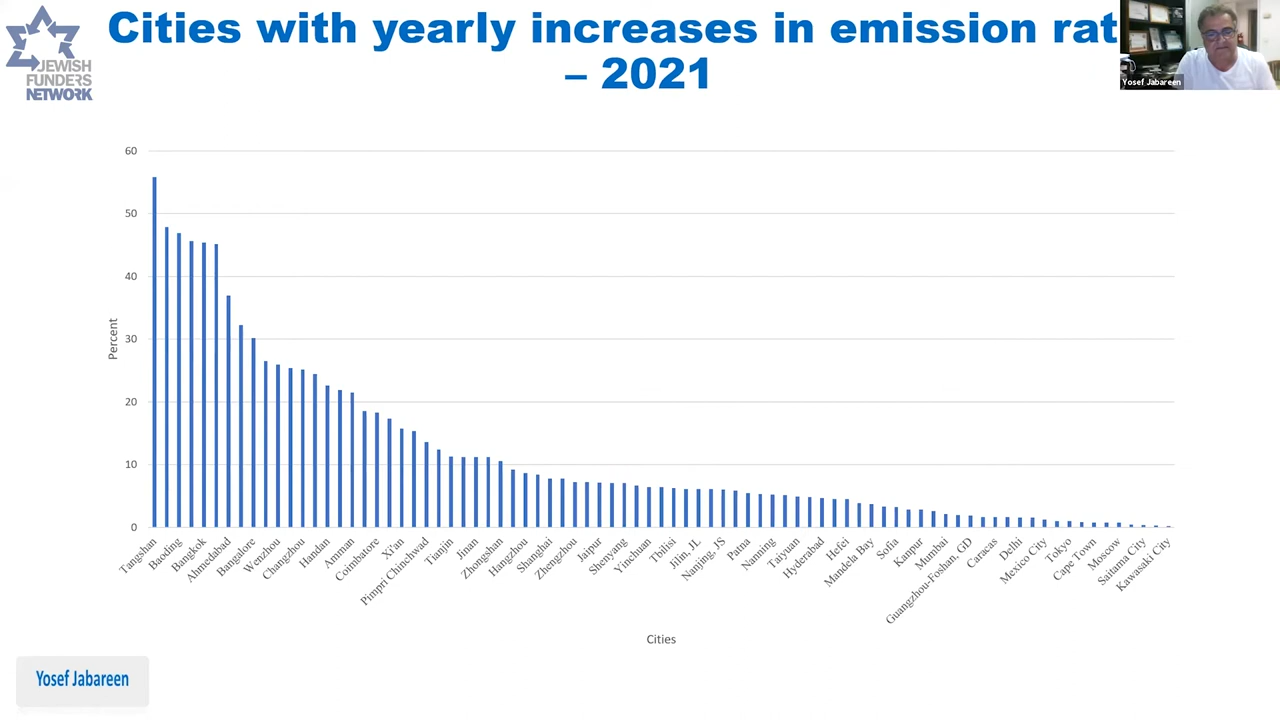 Cities with yearly increases in emission rat
– 2021
JEWISH
FUNDERS
NETWORK
Yosef Jabareen
60
50
40
30
20
10
0
Percent
Tangshan
Baoding
Bangkok
Ahmedabad
Bangalore
Wenzhou
Changzhou
Handan
Amman
Coimbatore
Xi'an
Pimpri Chinchwad
Tianjin
Jinan
Zhongshan
Hangzhou
Shanghai
Zhengzhou
Jaipur
Shenyang
Yinchuan
Tbilisi
Jilin, JL
Nanjing, JS
Patna
Nanning
Taiyuan
Hyderabad
Hefei
Mandela Bay
Sofia
Kanpur
Mumbai
Guangzhou-Foshan, GD
Caracas
Delhi
Mexico City
Tokyo
Cape Town
Moscow
Saitama City
Kawasaki City
Cities
Yosef Jabareen